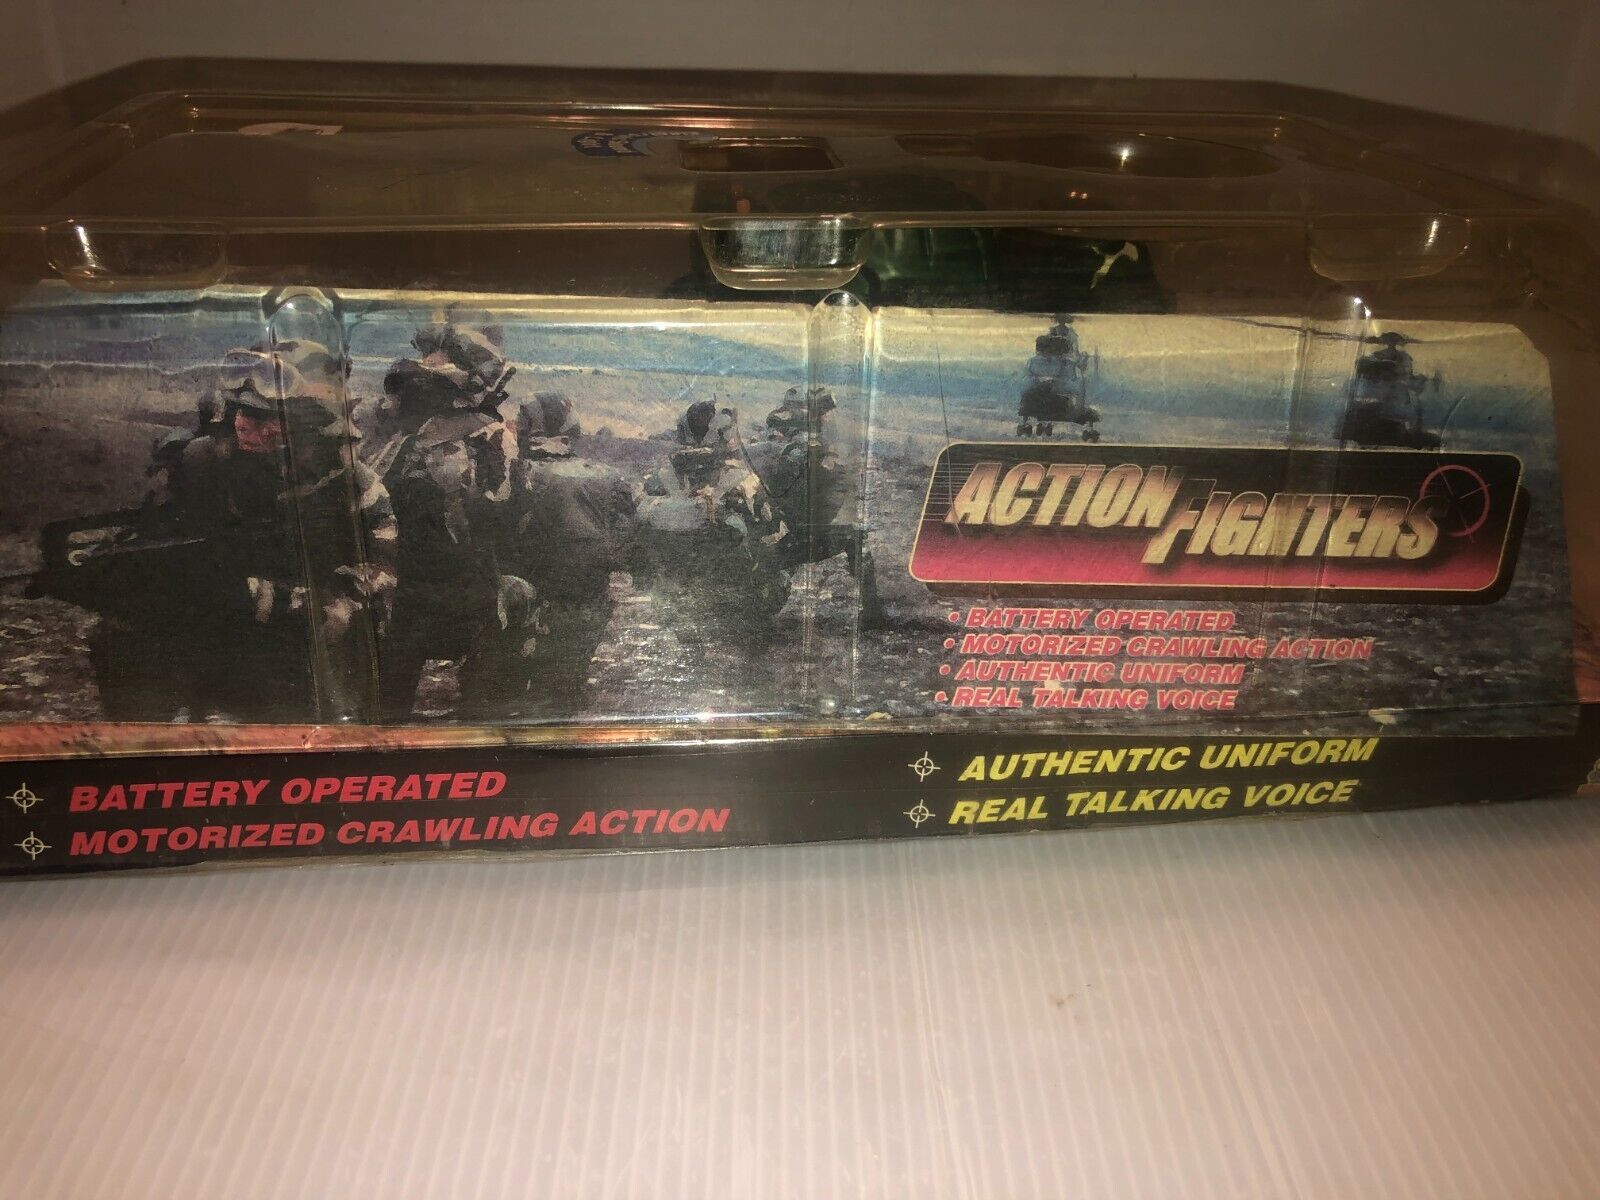 ACTION FIGHTERS
• BATTERY OPERATED
• MOTORIZED CRAWLING ACTION
• AUTHENTIC UNIFORM
• REAL TALKING VOICE
BATTERY OPERATED
MOTORIZED CRAWLING ACTION
AUTHENTIC UNIFORM
REAL TALKING VOICE